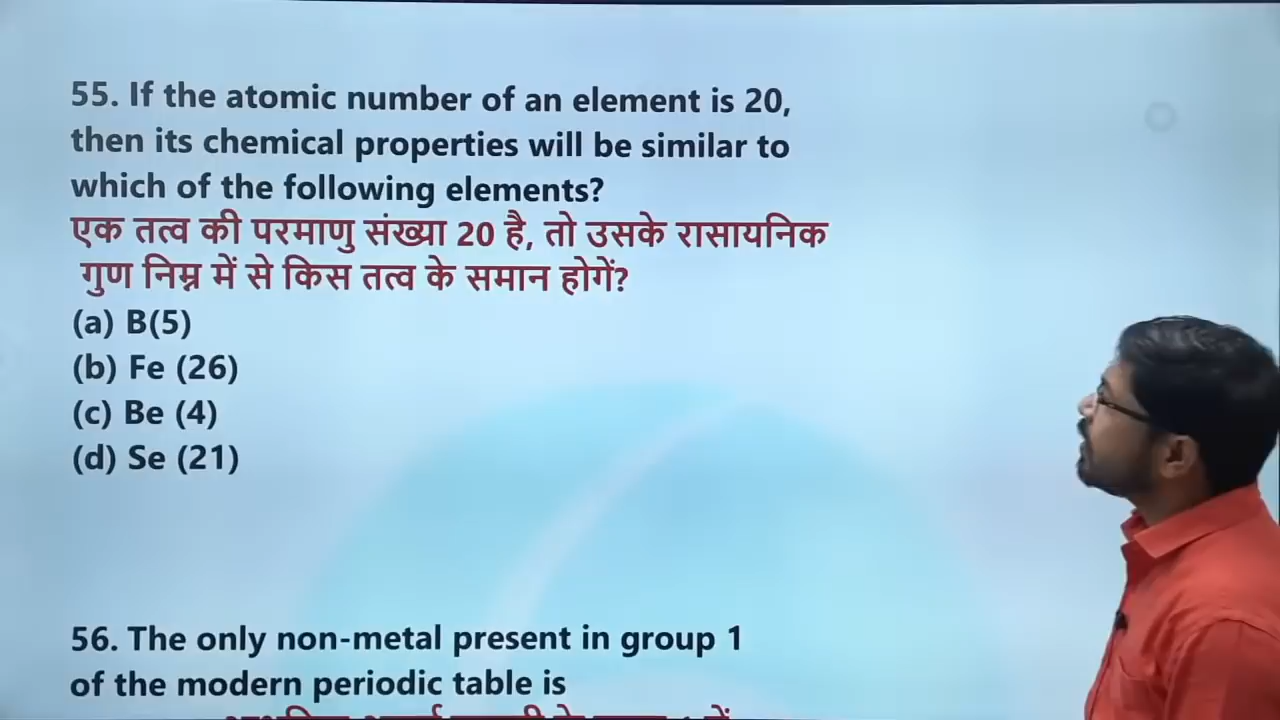 55. If the atomic number of an element is 20,
then its chemical properties will be similar to
which of the following elements?
एक तत्व की परमाणु संख्या 20 है, तो उसके रासायनिक
गुण निम्न में से किस तत्व के समान होगें?
(a) B(5)
(b) Fe (26)
(c) Be (4)
(d) Se (21)
56. The only non-metal present in group 1
of the modern periodic table is